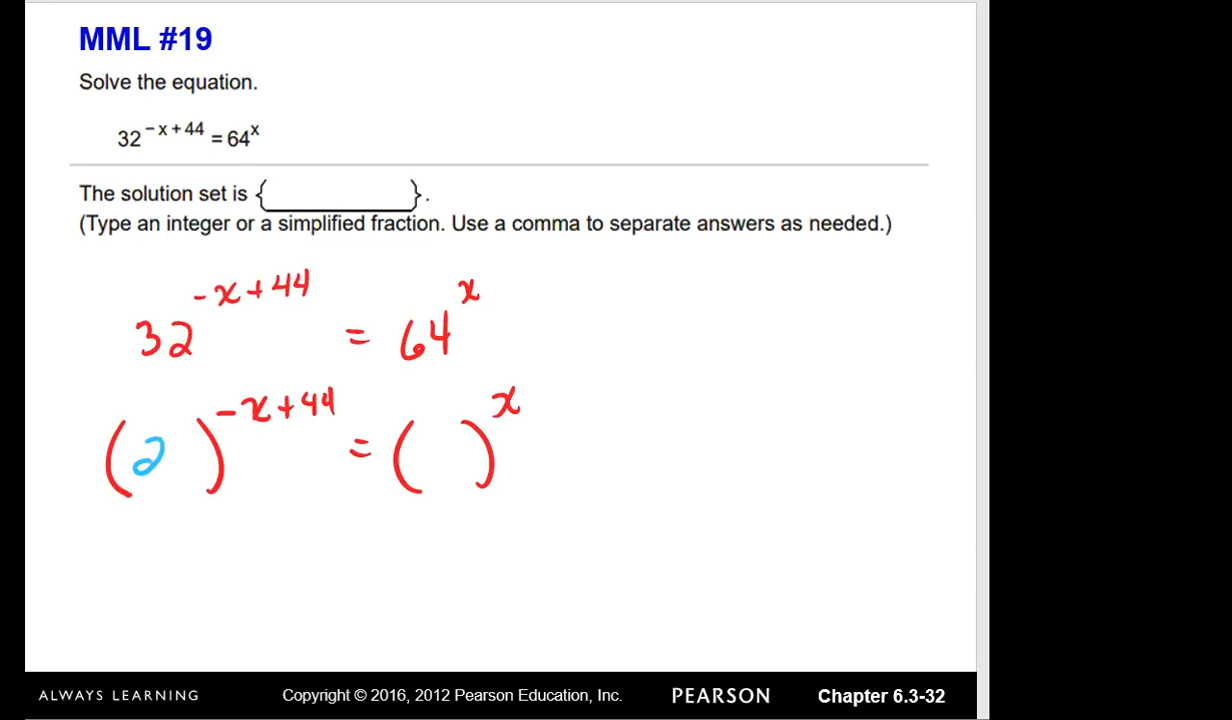 MML #19
Solve the equation.
32^(−x+44) = 64^x
The solution set is { }.
(Type an integer or a simplified fraction. Use a comma to separate answers as needed.)
32^(-x+44) = 64^x
(2 )^(-x+44) = ( )^x
ALWAYS LEARNING Copyright © 2016, 2012 Pearson Education, Inc. PEARSON Chapter 6.3-32